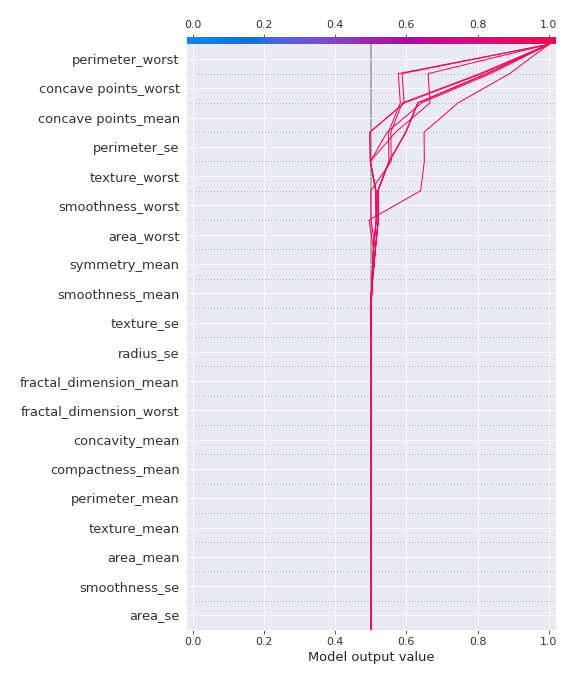 0.0 0.2 0.4 0.6 0.8 1.0
perimeter_worst
concave points_worst
concave points_mean
perimeter_se
texture_worst
smoothness_worst
area_worst
symmetry_mean
smoothness_mean
texture_se
radius_se
fractal_dimension_mean
fractal_dimension_worst
concavity_mean
compactness_mean
perimeter_mean
texture_mean
area_mean
smoothness_se
area_se
0.0 0.2 0.4 0.6 0.8 1.0
Model output value